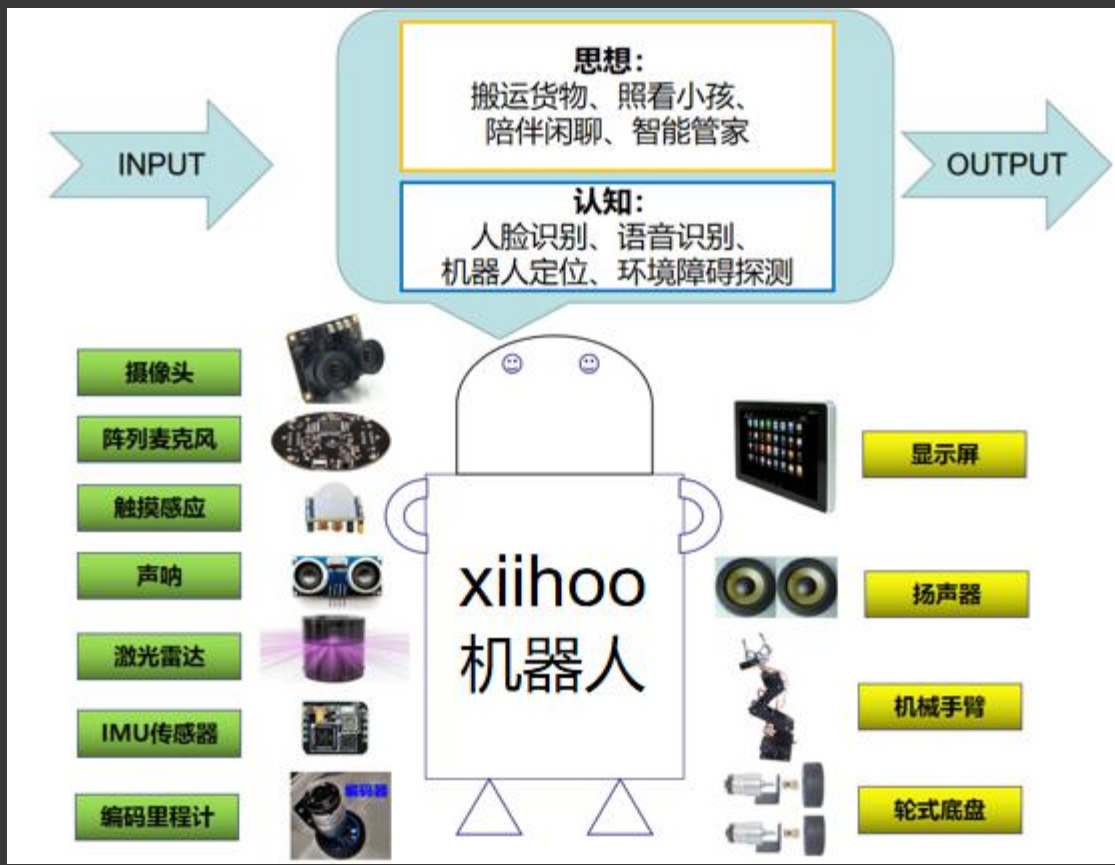 思想：
搬运货物、照看小孩、
陪伴闲聊、智能管家
INPUT
OUTPUT
认知：
人脸识别、语音识别、
机器人定位、环境障碍探测
摄像头
阵列麦克风
触摸感应
声呐
激光雷达
IMU传感器
编码里程计
编码器
xiihoo
机器人
显示屏
扬声器
机械手臂
轮式底盘